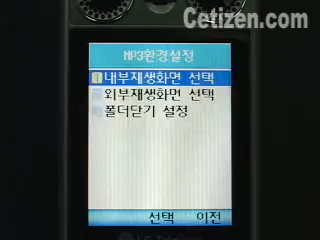 Cetizen.com
MP3환경설정
1 내부재생화면 선택
외부재생화면 선택
폴더닫기 설정
선택 이전